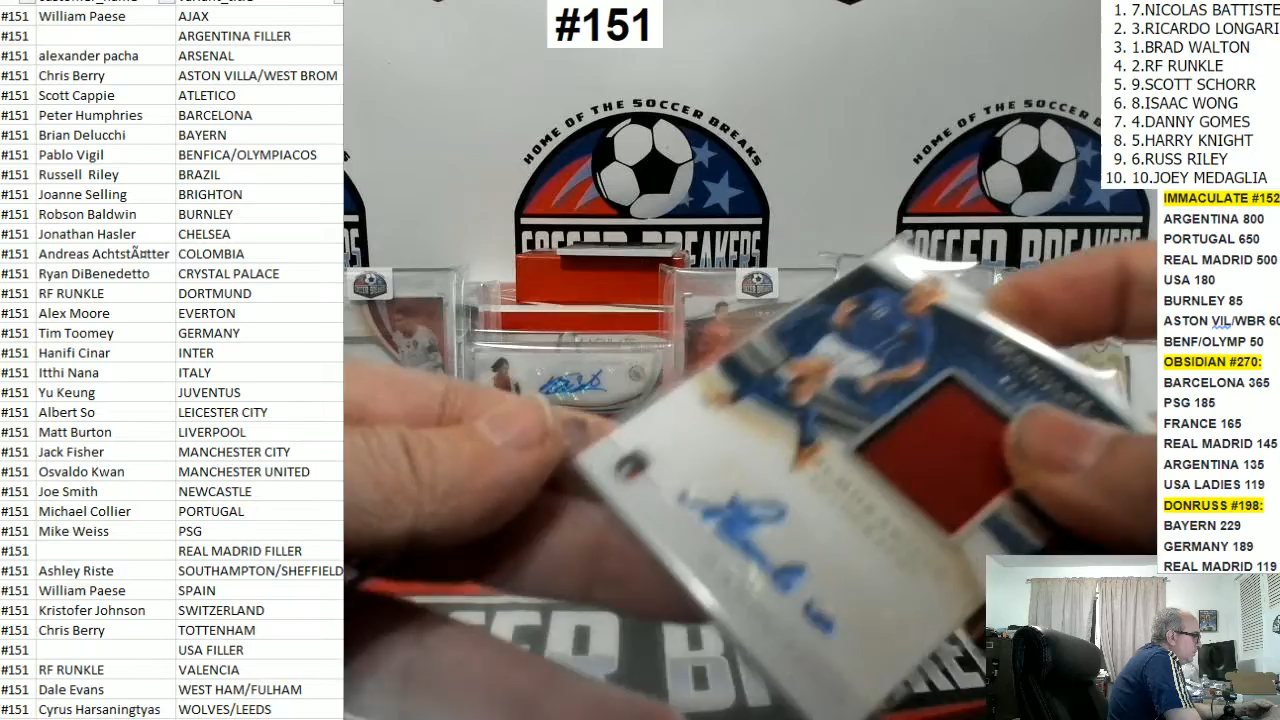 #151 William Paese AJAX
#151 ARGENTINA FILLER
#151 alexander pacha ARSENAL
#151 Chris Berry ASTON VILLA/WEST BROM
#151 Scott Cappie ATLETICO
#151 Peter Humphries BARCELONA
#151 Brian Delucchi BAYERN
#151 Pablo Vigil BENFICA/OLYMPIACOS
#151 Russell Riley BRAZIL
#151 Joanne Selling BRIGHTON
#151 Robson Baldwin BURNLEY
#151 Jonathan Hasler CHELSEA
#151 Andreas AchtstÃ¤tter COLOMBIA
#151 Ryan DiBenedetto CRYSTAL PALACE
#151 RF RUNKLE DORTMUND
#151 Alex Moore EVERTON
#151 Tim Toomey GERMANY
#151 Hanifi Cinar INTER
#151 Itthi Nana ITALY
#151 Yu Keung JUVENTUS
#151 Albert So LEICESTER CITY
#151 Matt Burton LIVERPOOL
#151 Jack Fisher MANCHESTER CITY
#151 Osvaldo Kwan MANCHESTER UNITED
#151 Joe Smith NEWCASTLE
#151 Michael Collier PORTUGAL
#151 Mike Weiss PSG
#151 REAL MADRID FILLER
#151 Ashley Riste SOUTHAMPTON/SHEFFIELD
#151 William Paese SPAIN
#151 Kristofer Johnson SWITZERLAND
#151 Chris Berry TOTTENHAM
#151 USA FILLER
#151 RF RUNKLE VALENCIA
#151 Dale Evans WEST HAM/FULHAM
#151 Cyrus Harsaningtyas WOLVES/LEEDS
#151
HOME OF THE SOCCER BREAKS
SOCCER BREAKERS
HOME OF THE SOCCER BREAKS
SOCCER BREAKERS
1. 7.NICOLAS BATTISTE
2. 3.RICARDO LONGARI
3. 1.BRAD WALTON
4. 2.RF RUNKLE
5. 9.SCOTT SCHORR
6. 8.ISAAC WONG
7. 4.DANNY GOMES
8. 5.HARRY KNIGHT
9. 6.RUSS RILEY
10. 10.JOEY MEDAGLIA
IMMACULATE #152
ARGENTINA 800
PORTUGAL 650
REAL MADRID 500
USA 180
BURNLEY 85
ASTON VIL/WBR 60
BENF/OLYMP 50
OBSIDIAN #270:
BARCELONA 365
PSG 185
FRANCE 165
REAL MADRID 145
ARGENTINA 135
USA LADIES 119
DONRUSS #198:
BAYERN 229
GERMANY 189
REAL MADRID 119